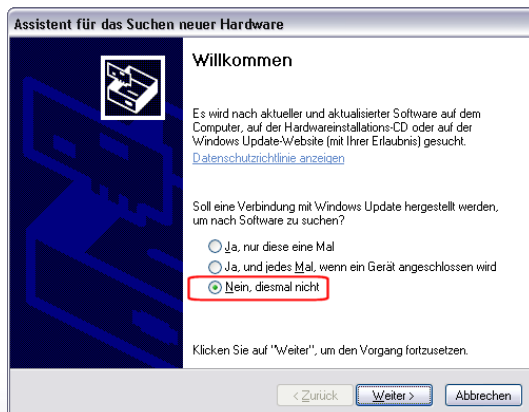 Assistent für das Suchen neuer Hardware
Willkommen
Es wird nach aktueller und aktualisierter Software auf dem
Computer, auf der Hardwareinstallations-CD oder auf der
Windows Update-Website (mit Ihrer Erlaubnis) gesucht.
Datenschutzrichtlinie anzeigen
Soll eine Verbindung mit Windows Update hergestellt werden,
um nach Software zu suchen?
Ja, nur diese eine Mal
Ja, und jedes Mal, wenn ein Gerät angeschlossen wird
Nein, diesmal nicht
Klicken Sie auf "Weiter", um den Vorgang fortzusetzen.
< Zurück Weiter > Abbrechen